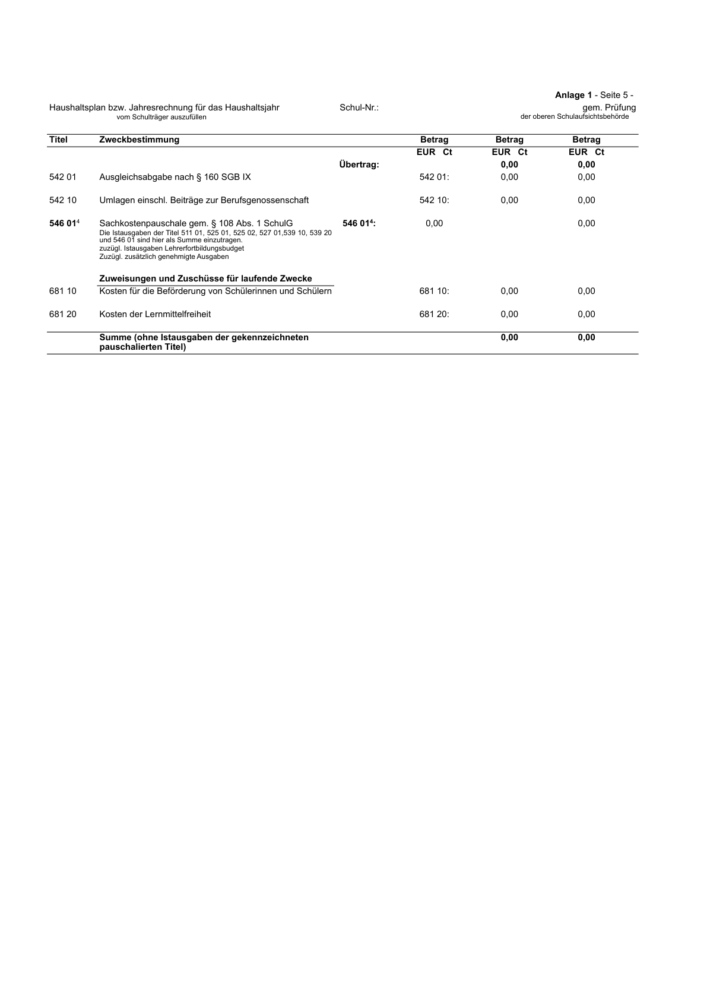 Anlage 1 - Seite 5 -
Haushaltsplan bzw. Jahresrechnung für das Haushaltsjahr Schul-Nr.: gem. Prüfung
vom Schulträger auszufüllen der oberen Schulaufsichtsbehörde
Titel Zweckbestimmung Betrag Betrag Betrag
EUR Ct EUR Ct EUR Ct
Übertrag: 0,00 0,00
542 01 Ausgleichsabgabe nach § 160 SGB IX 542 01: 0,00 0,00
542 10 Umlagen einschl. Beiträge zur Berufsgenossenschaft 542 10: 0,00 0,00
546 01⁴ Sachkostenpauschale gem. § 108 Abs. 1 SchulG 546 01⁴: 0,00 0,00
Die Istausgaben der Titel 511 01, 525 01, 525 02, 527 01,539 10, 539 20
und 546 01 sind hier als Summe einzutragen.
zuzügl. Istausgaben Lehrerfortbildungsbudget
Zuzügl. zusätzlich genehmigte Ausgaben
Zuweisungen und Zuschüsse für laufende Zwecke
681 10 Kosten für die Beförderung von Schülerinnen und Schülern 681 10: 0,00 0,00
681 20 Kosten der Lernmittelfreiheit 681 20: 0,00 0,00
Summe (ohne Istausgaben der gekennzeichneten 0,00 0,00
pauschalierten Titel)